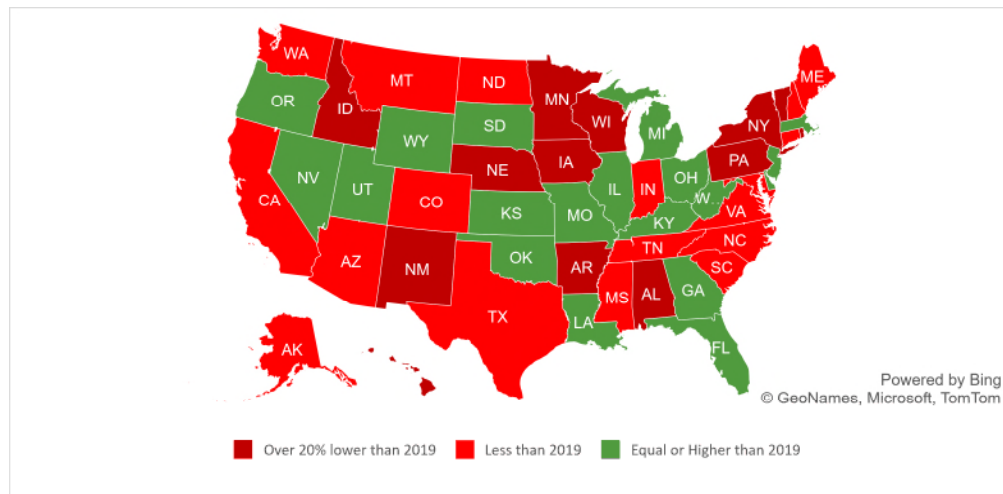 WA
MT
ND
ME
MN
OR
ID
WI
NY
SD
MI
WY
IA
PA
NE
NV
IL
IN
OH
UT
W...
CA
CO
VA
KS
MO
KY
NC
TN
AZ
OK
NM
AR
SC
MS
AL
GA
TX
LA
AK
FL
Powered by Bing
© GeoNames, Microsoft, TomTom
Over 20% lower than 2019
Less than 2019
Equal or Higher than 2019